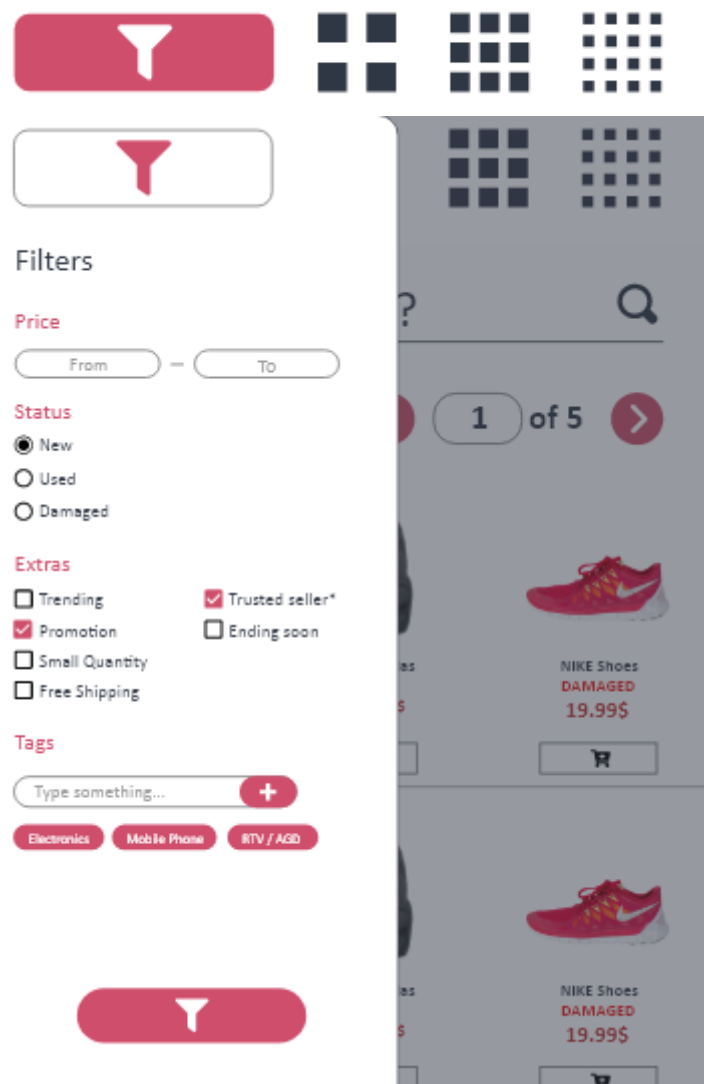 Filters
?
Price
From – To
1 of 5
Status
New
Used
Damaged
Extras
Trending Trusted seller*
Promotion Ending soon
Small Quantity
Free Shipping
as
NIKE Shoes
DAMAGED
$
19.99$
Tags
Type something... +
Electronics Mobile Phone RTV / AGD
as
NIKE Shoes
DAMAGED
$
19.99$